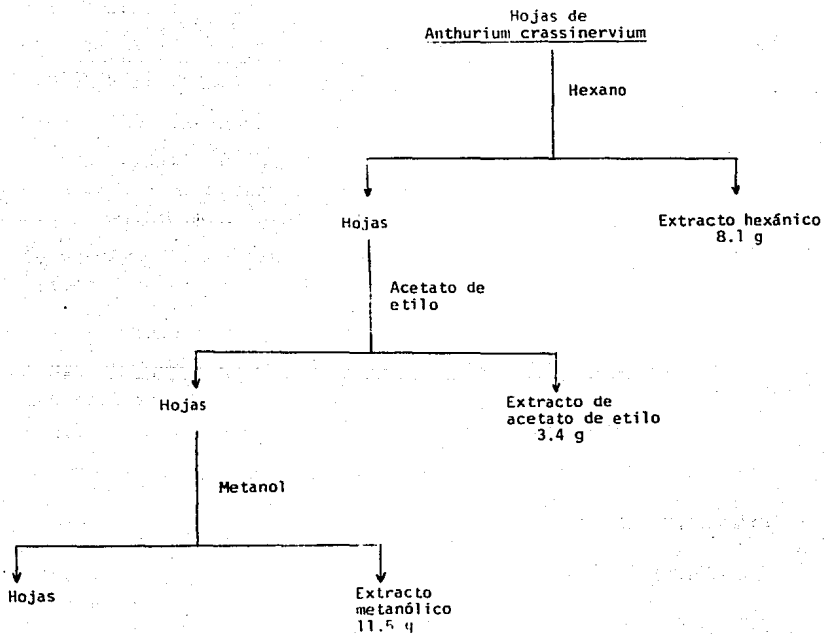 Hojas de
Anthurium crassinervium
Hexano
Hojas
Extracto hexánico
8.1 g
Acetato de
etilo
Hojas
Extracto de
acetato de etilo
3.4 g
Metanol
Hojas
Extracto
metanólico
11.5 g